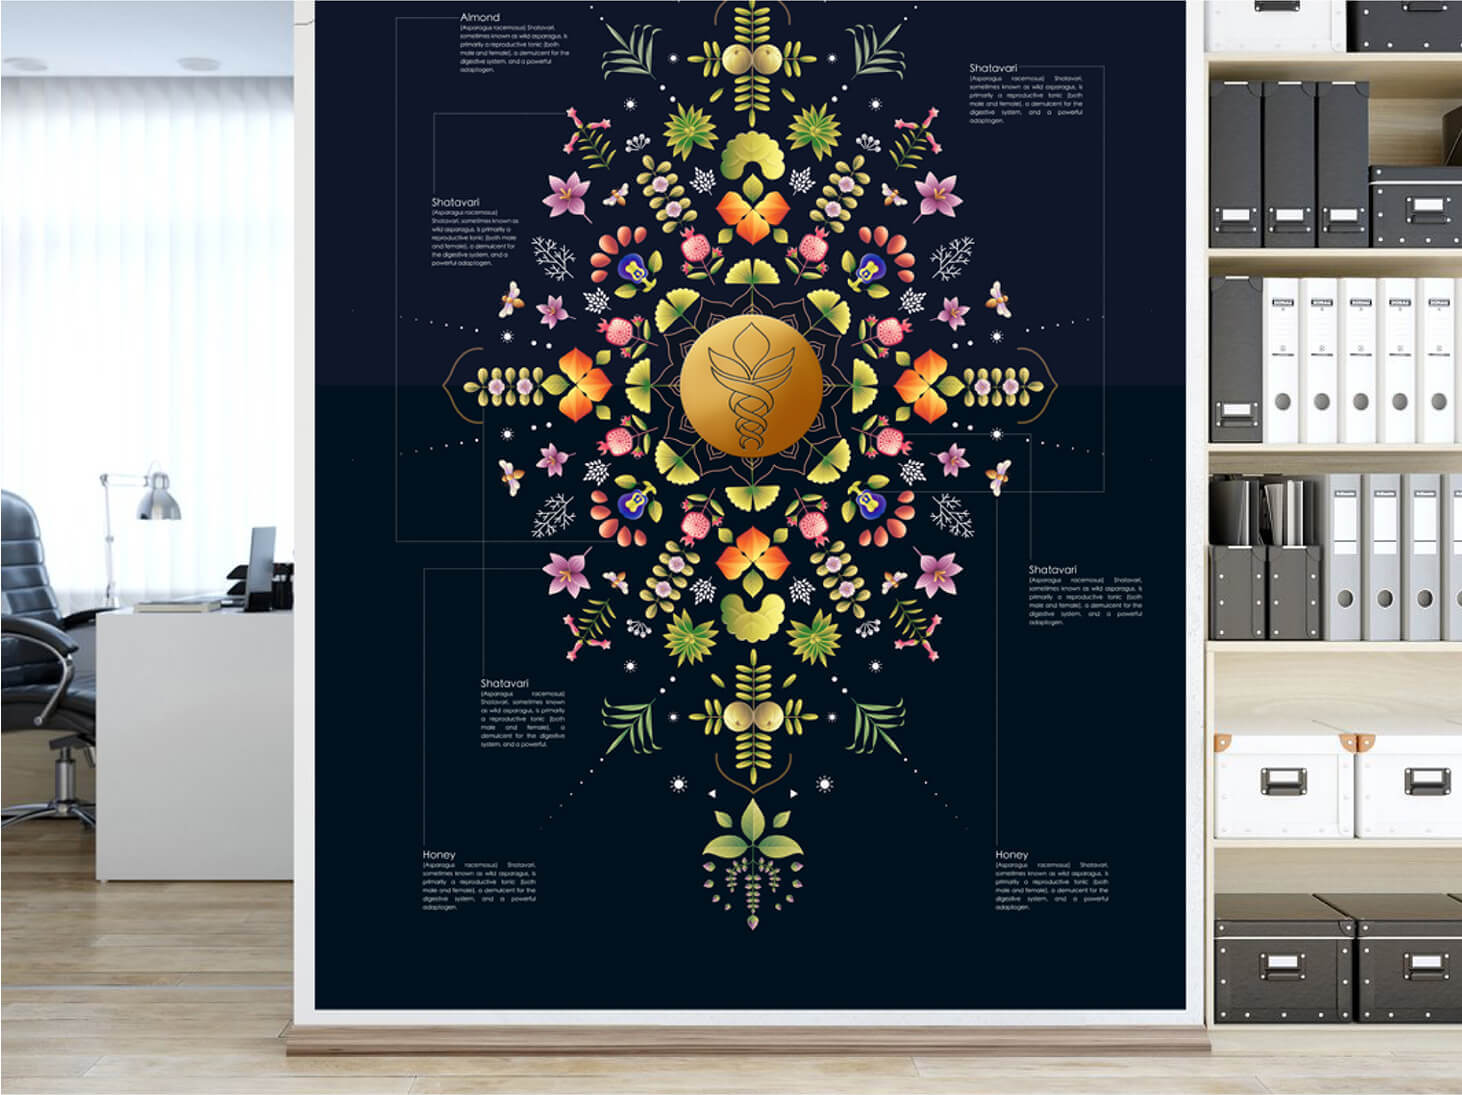 Almond
(Asparagus racemosus) Shatavari,
sometimes known as wild asparagus, is
primarily a reproductive tonic (both
male and female), a demulcent for the
digestive system, and a powerful
adaptogen.
Shatavari
(Asparagus racemosus) Shatavari,
sometimes known as wild asparagus, is
primarily a reproductive tonic (both
male and female), a demulcent for the
digestive system, and a powerful
adaptogen.
Shatavari
(Asparagus racemosus)
Shatavari, sometimes known as
wild asparagus, is primarily a
reproductive tonic (both male
and female), a demulcent for
the digestive system, and a
powerful adaptogen.
Shatavari
(Asparagus racemosus) Shatavari,
sometimes known as wild asparagus, is
primarily a reproductive tonic (both
male and female), a demulcent for the
digestive system, and a powerful
adaptogen.
Shatavari
(Asparagus racemosus)
Shatavari, sometimes known
as wild asparagus, is primarily
a reproductive tonic (both
male and female), a
demulcent for the digestive
system, and a powerful.
Honey
(Asparagus racemosus) Shatavari,
sometimes known as wild asparagus, is
primarily a reproductive tonic (both
male and female), a demulcent for the
digestive system, and a powerful
adaptogen.
Honey
(Asparagus racemosus) Shatavari,
sometimes known as wild asparagus, is
primarily a reproductive tonic (both
male and female), a demulcent for the
digestive system, and a powerful
adaptogen.